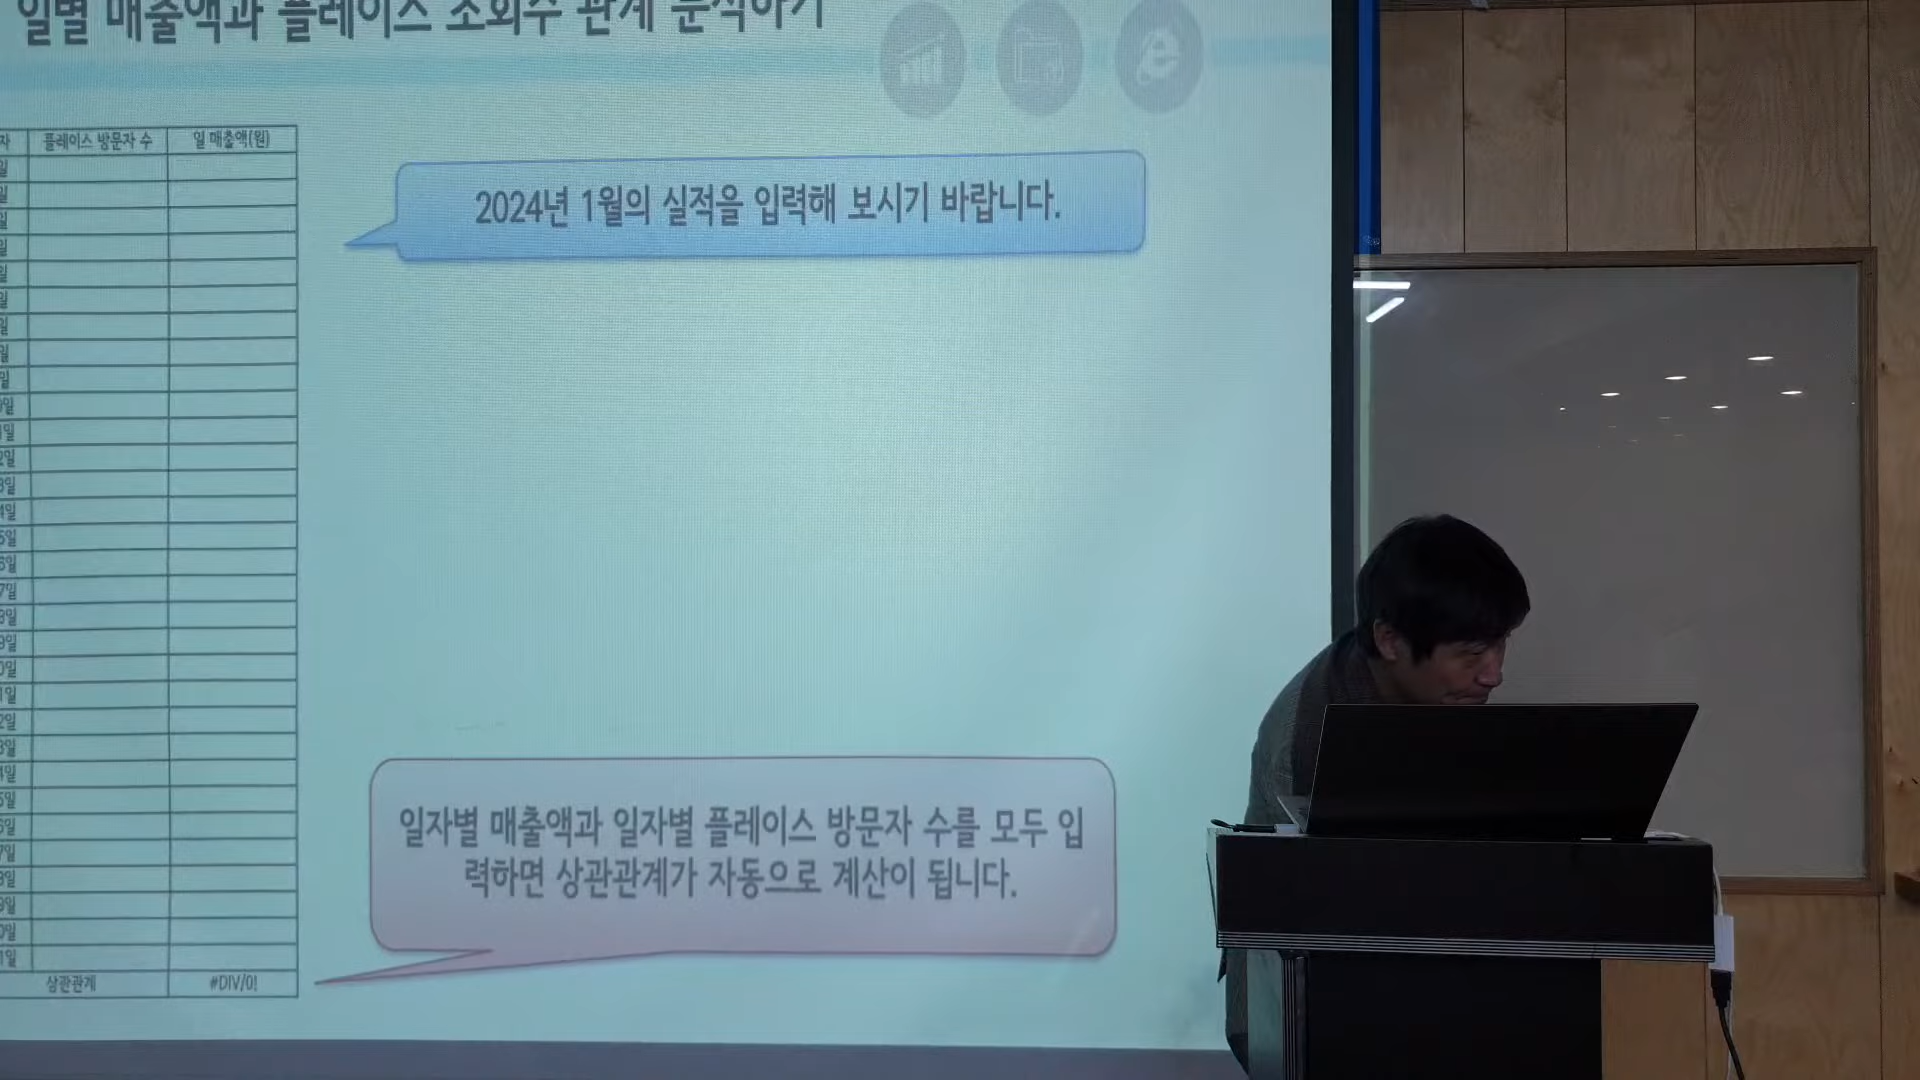 일별 매출액과 플레이스 조회수 관계 분석하기
플레이스 방문자 수 일 매출액(원)
2024년 1월의 실적을 입력해 보시기 바랍니다.
일자별 매출액과 일자별 플레이스 방문자 수를 모두 입
력하면 상관관계가 자동으로 계산이 됩니다.
상관관계 #DIV/0!